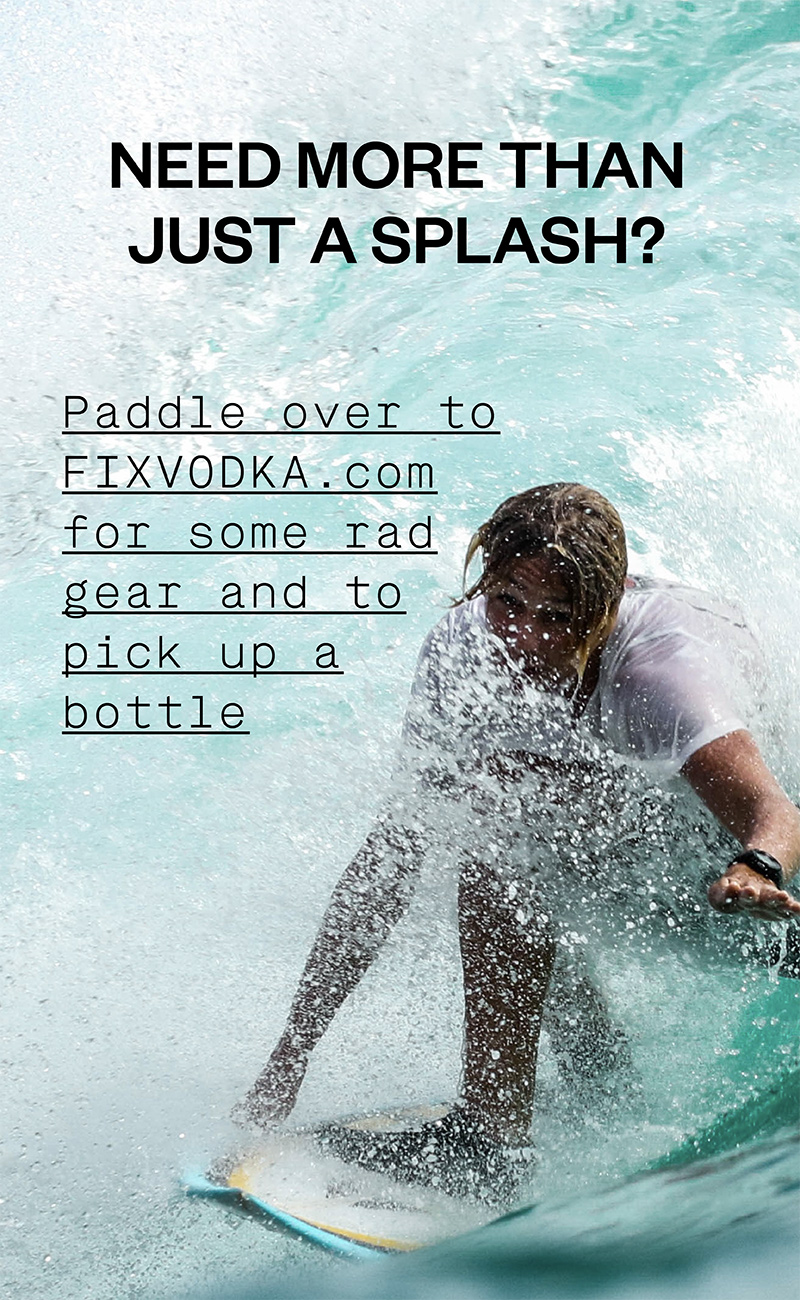 NEED MORE THAN
JUST A SPLASH?
Paddle over to
FIXVODKA.com
for some rad
gear and to
pick up a
bottle